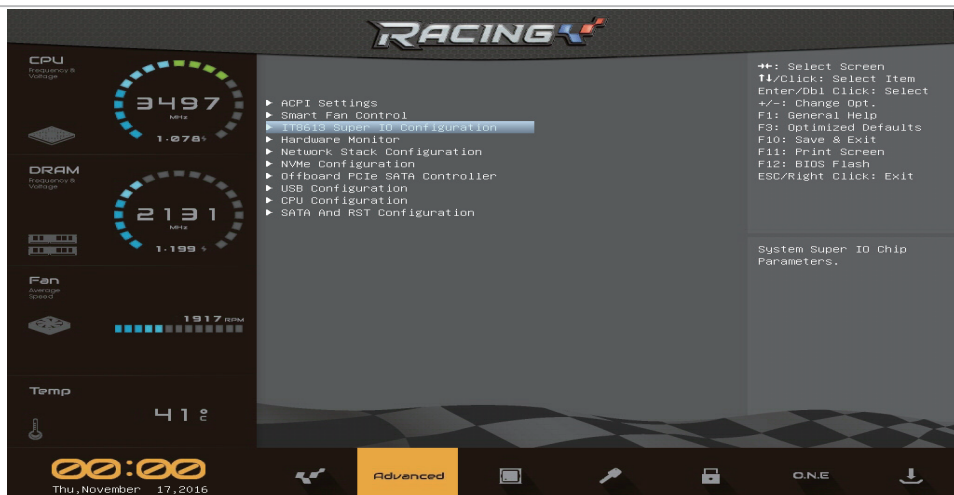 RACING
CPU
Frequency &
Voltage
3497
MHz
1.078
DRAM
Frequency &
Voltage
2131
MHz
1.199
Fan
Average
Speed
1917 RPM
Temp
41°C
00:00
Thu,November 17,2016
▶ ACPI Settings
▶ Smart Fan Control
▶ IT8613 Super IO Configuration
▶ Hardware Monitor
▶ Network Stack Configuration
▶ NVMe Configuration
▶ Offboard PCIe SATA Controller
▶ USB Configuration
▶ CPU Configuration
▶ SATA And RST Configuration
→←: Select Screen
↑↓/Click: Select Item
Enter/Dbl Click: Select
+/-: Change Opt.
F1: General Help
F3: Optimized Defaults
F10: Save & Exit
F11: Print Screen
F12: BIOS Flash
ESC/Right Click: Exit
System Super IO Chip
Parameters.
Advanced
O.N.E